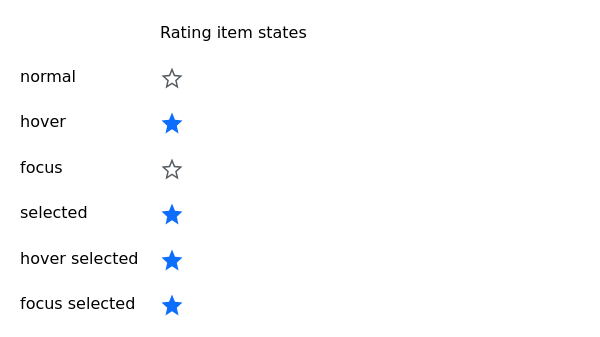 Rating item states
normal
hover
focus
selected
hover selected
focus selected